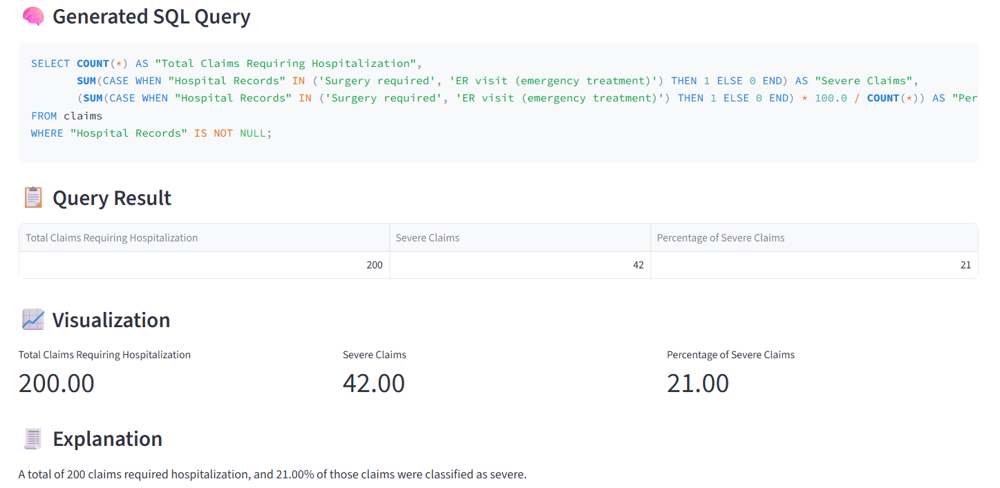 Generated SQL Query
SELECT COUNT(*) AS "Total Claims Requiring Hospitalization",
SUM(CASE WHEN "Hospital Records" IN ('Surgery required', 'ER visit (emergency treatment)') THEN 1 ELSE 0 END) AS "Severe Claims",
(SUM(CASE WHEN "Hospital Records" IN ('Surgery required', 'ER visit (emergency treatment)') THEN 1 ELSE 0 END) * 100.0 / COUNT(*)) AS "Per
FROM claims
WHERE "Hospital Records" IS NOT NULL;
Query Result
Total Claims Requiring Hospitalization Severe Claims Percentage of Severe Claims
200 42 21
Visualization
Total Claims Requiring Hospitalization Severe Claims Percentage of Severe Claims
200.00 42.00 21.00
Explanation
A total of 200 claims required hospitalization, and 21.00% of those claims were classified as severe.